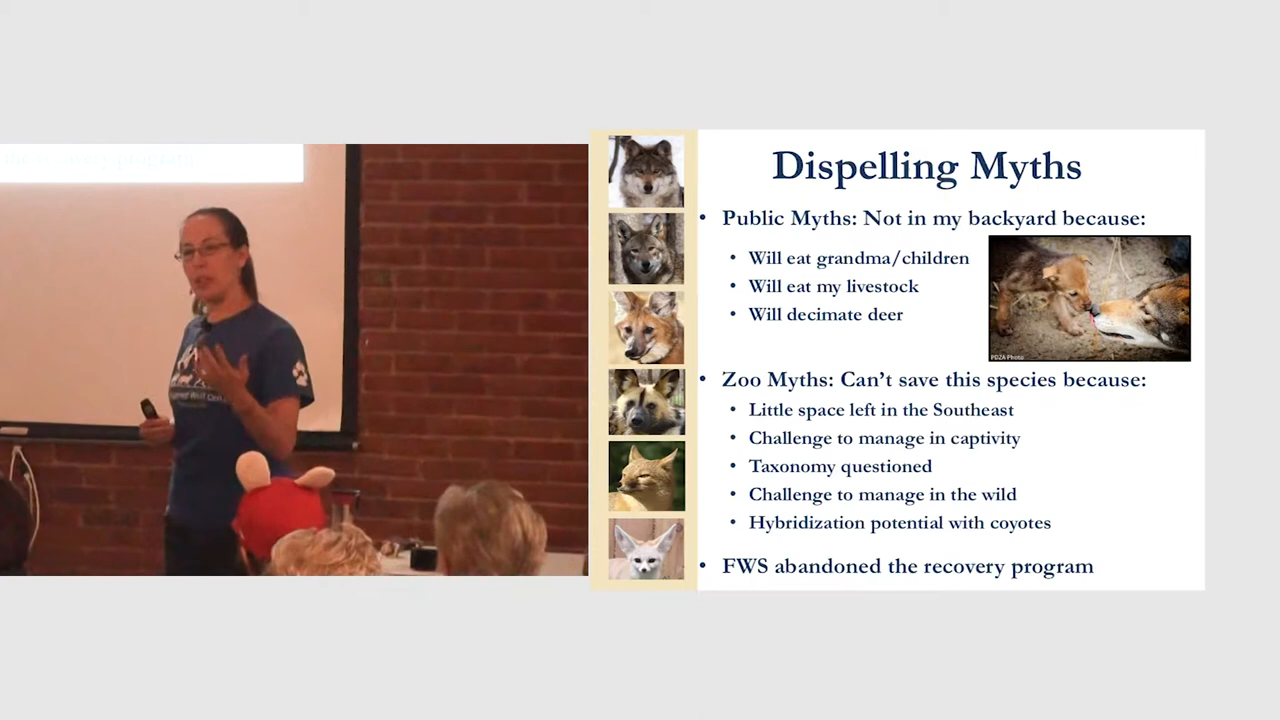 the recovery program
Dispelling Myths
• Public Myths: Not in my backyard because:
• Will eat grandma/children
• Will eat my livestock
• Will decimate deer
PDZA Photo
• Zoo Myths: Can't save this species because:
• Little space left in the Southeast
• Challenge to manage in captivity
• Taxonomy questioned
• Challenge to manage in the wild
• Hybridization potential with coyotes
• FWS abandoned the recovery program